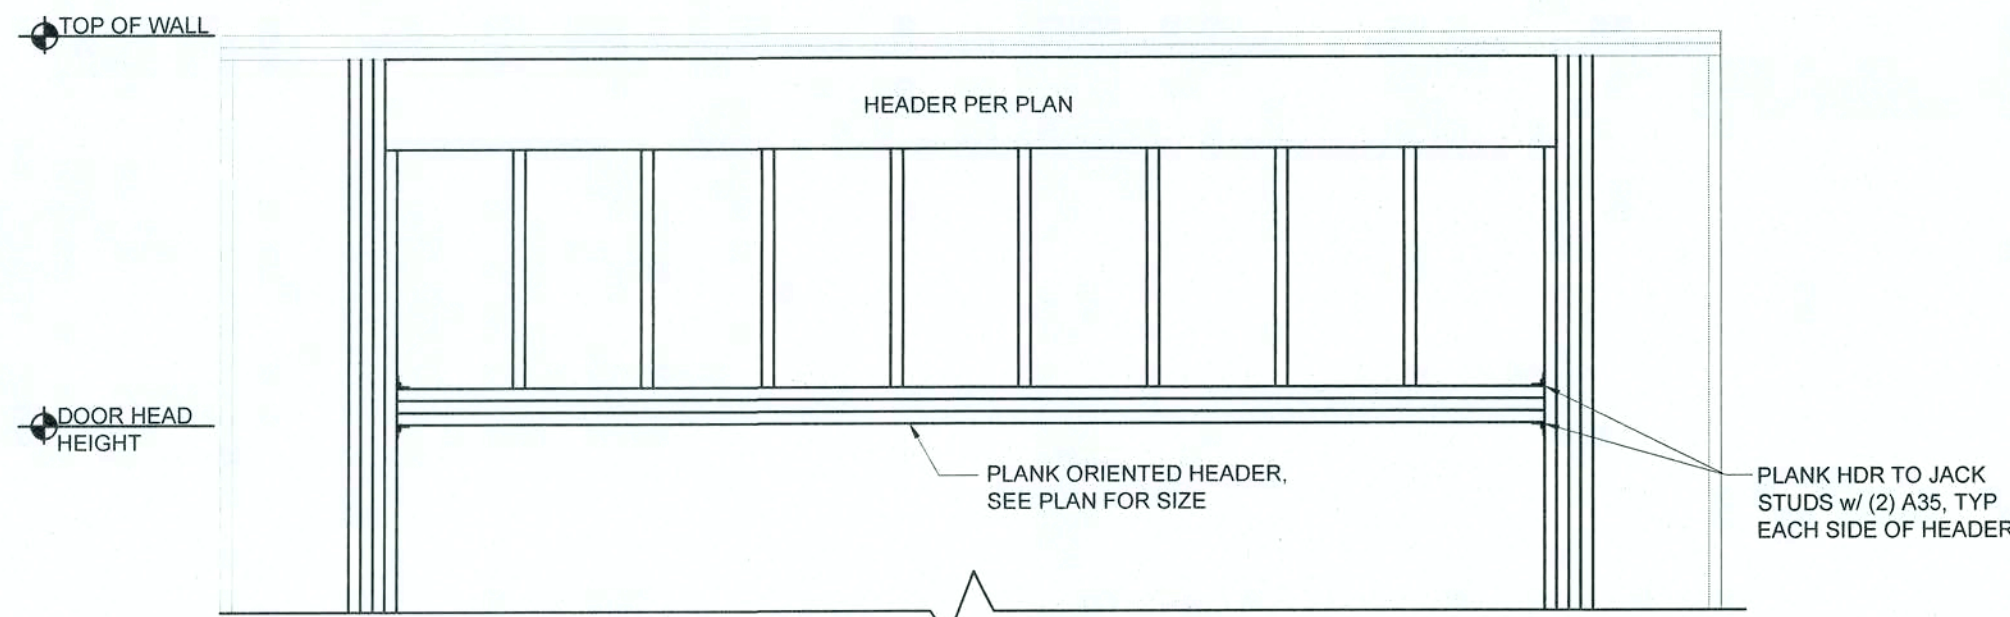 TOP OF WALL
HEADER PER PLAN
DOOR HEAD
HEIGHT
PLANK ORIENTED HEADER,
SEE PLAN FOR SIZE
PLANK HDR TO JACK
STUDS w/ (2) A35, TYP
EACH SIDE OF HEADER